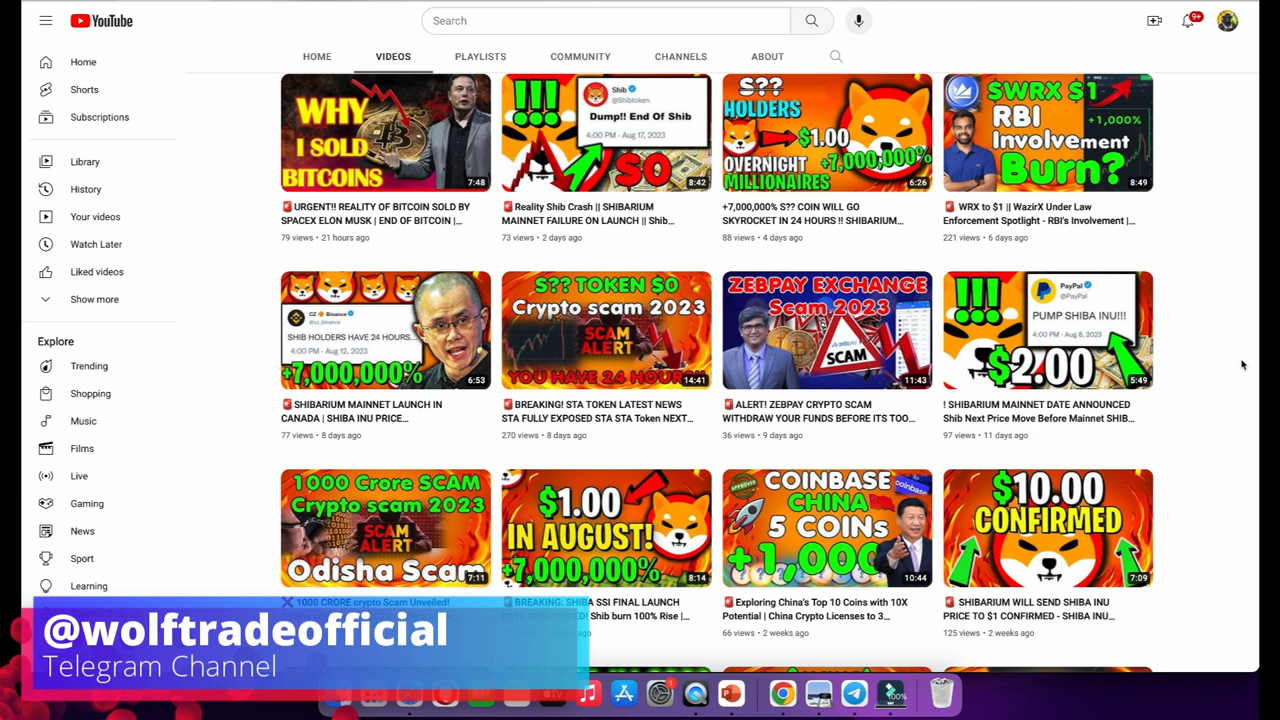 YouTube
Search
9+
HOME VIDEOS PLAYLISTS COMMUNITY CHANNELS ABOUT
Home
Shorts
Subscriptions
Library
History
Your videos
Watch Later
Liked videos
Show more
Explore
Trending
Shopping
Music
Films
Live
Gaming
News
Sport
Learning
WHY
I SOLD
BITCOINS
7:48
🚨URGENT!! REALITY OF BITCOIN SOLD BY
SPACEX ELON MUSK | END OF BITCOIN |...
79 views • 21 hours ago
!!!
Shib
@Shibtoken
Dump!! End Of Shib
4:00 PM - Aug 17, 2023
$0
8:42
🚨Reality Shib Crash || SHIBARIUM
MAINNET FAILURE ON LAUNCH || Shib...
73 views • 2 days ago
S??
HOLDERS
$1.00
+7,000,000%
OVERNIGHT
MILLIONAIRES
6:26
+7,000,000% S?? COIN WILL GO
SKYROCKET IN 24 HOURS !! SHIBARIUM...
88 views • 4 days ago
$WRX $1
RBI
+1,000%
Involvement
Burn?
8:49
🚨 WRX to $1 || WazirX Under Law
Enforcement Spotlight - RBI's Involvement |...
221 views • 6 days ago
CZ Binance
@cz_binance
SHIB HOLDERS HAVE 24 HOURS...
4:00 PM - Aug 12, 2023
+7,000,000%
6:53
🚨SHIBARIUM MAINNET LAUNCH IN
CANADA | SHIBA INU PRICE...
77 views • 8 days ago
S?? TOKEN $0
Crypto scam 2023
SCAM
ALERT
YOU HAVE 24 HOURS
14:41
🚨BREAKING! STA TOKEN LATEST NEWS
STA FULLY EXPOSED STA STA Token NEXT...
270 views • 8 days ago
ZEBPAY EXCHANGE
Scam 2023
SCAM
11:43
🚨ALERT! ZEBPAY CRYPTO SCAM
WITHDRAW YOUR FUNDS BEFORE ITS TOO...
36 views • 9 days ago
!!!
PayPal
@PayPal
PUMP SHIBA INU!!!
4:00 PM - Aug 8, 2023
$2.00
5:49
! SHIBARIUM MAINNET DATE ANNOUNCED
Shib Next Price Move Before Mainnet SHIB...
97 views • 11 days ago
1000 Crore SCAM
Crypto scam 2023
SCAM
ALERT
Odisha Scam
7:11
❌ 1000 CRORE crypto Scam Unveiled!
$1.00
IN AUGUST!
+7,000,000%
8:14
🚨BREAKING: SHIBA SSI FINAL LAUNCH
DATE ANNOUNCED! Shib burn 100% Rise |...
APPROVED
COINBASE
coinbase
CHINA
5 COINs
+1,000
10:44
🚨Exploring China's Top 10 Coins with 10X
Potential | China Crypto Licenses to 3...
66 views • 2 weeks ago
$10.00
CONFIRMED
7:09
🚨 SHIBARIUM WILL SEND SHIBA INU
PRICE TO $1 CONFIRMED - SHIBA INU...
125 views • 2 weeks ago
@wolftradeofficial
Telegram Channel
1
100%